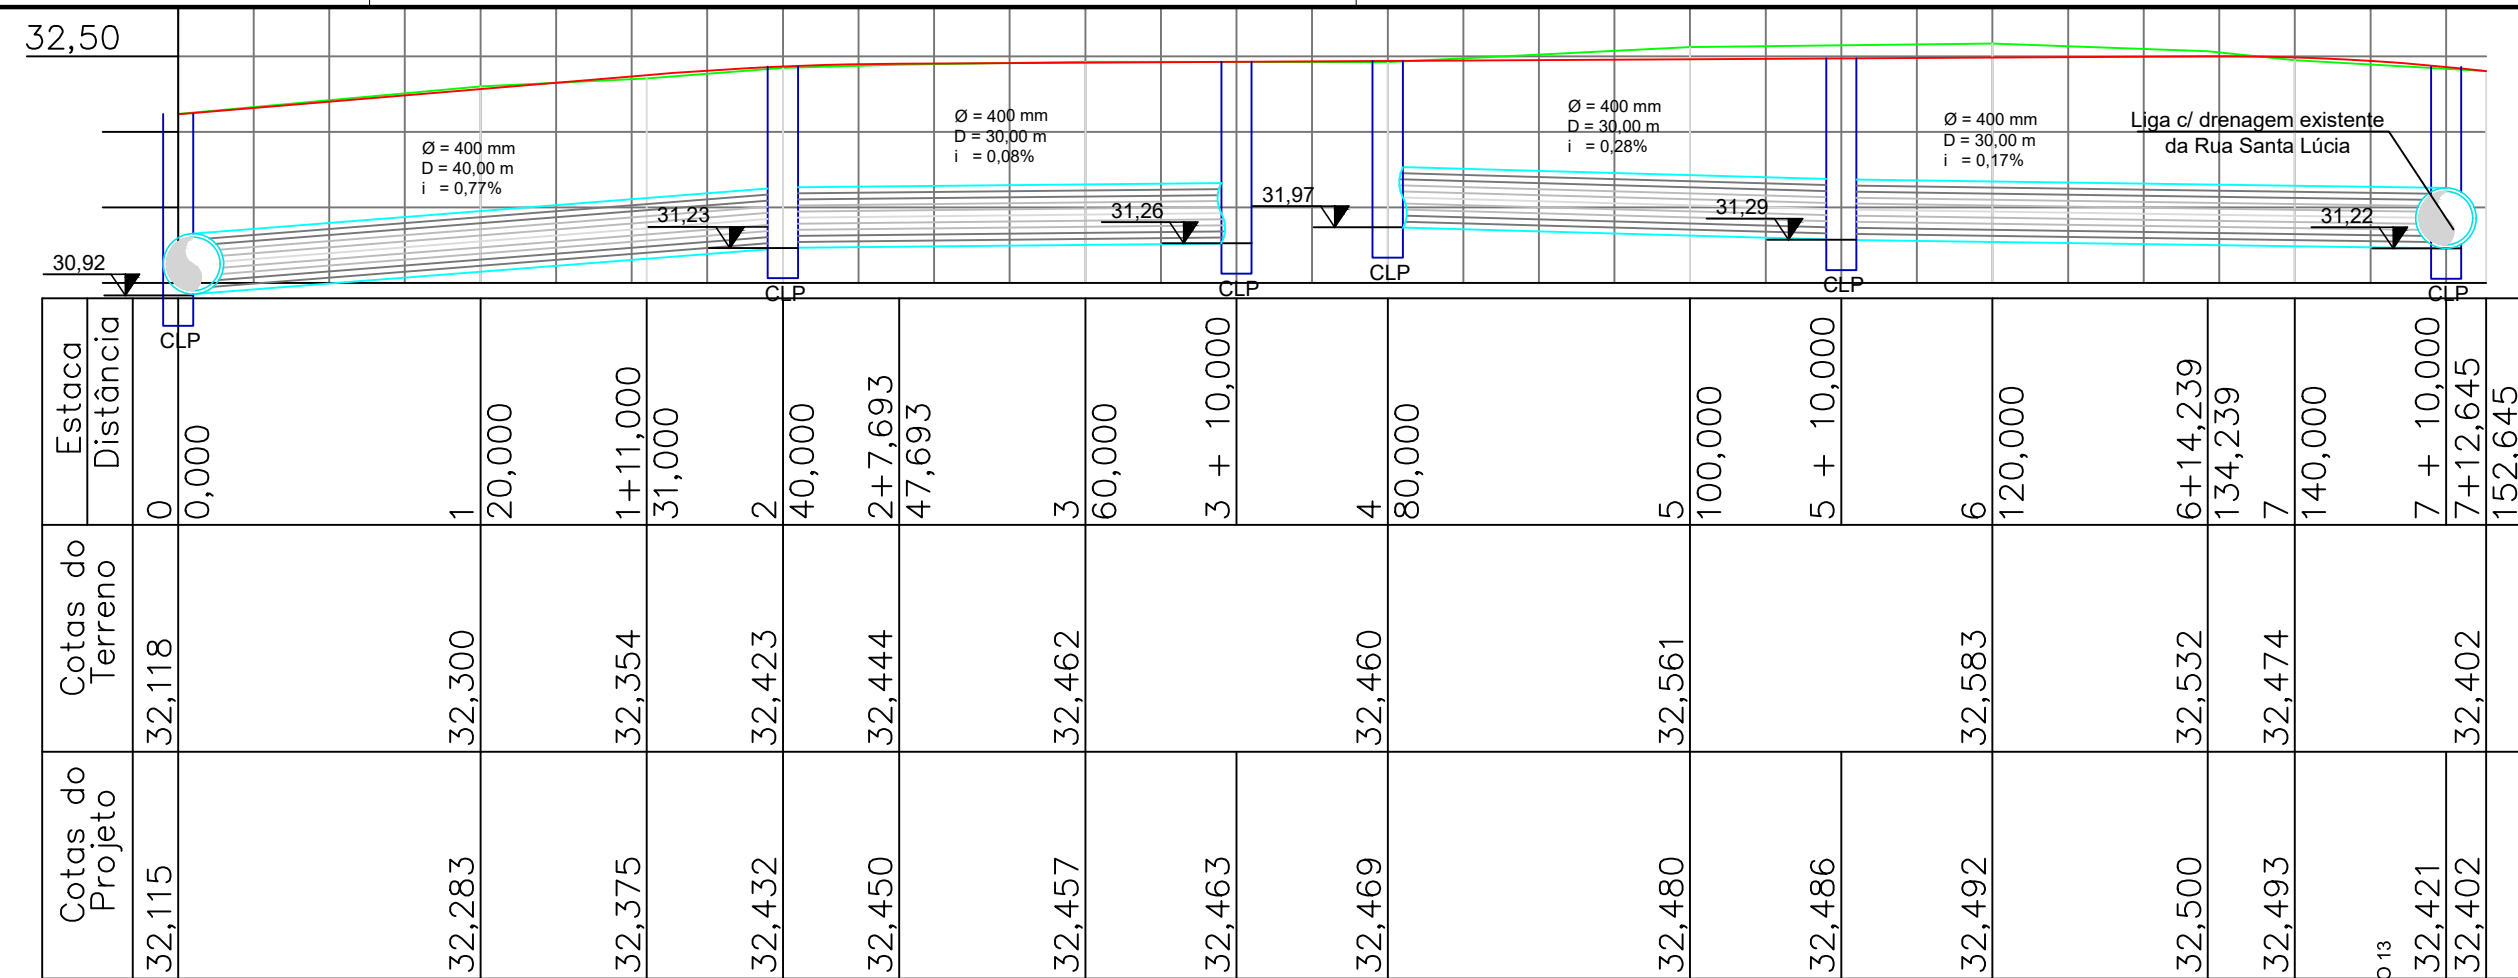 32,50
Ø = 400 mm
D = 40,00 m
i = 0,77%
Ø = 400 mm
D = 30,00 m
i = 0,08%
Ø = 400 mm
D = 30,00 m
i = 0,28%
Ø = 400 mm
D = 30,00 m
i = 0,17%
Liga c/ drenagem existente
da Rua Santa Lúcia
30,92
31,23
31,26
31,97
31,29
31,22
CLP
CLP
CLP
CLP
CLP
CLP
Estaca
Distância
0
0,000
1
20,000
1+11,000
31,000
2
40,000
2+7,693
47,693
3
60,000
3 + 10,000
4
80,000
5
100,000
5 + 10,000
6
120,000
6+14,239
134,239
7
140,000
7 + 10,000
7+12,645
152,645
Cotas do
Terreno
32,118
32,300
32,354
32,423
32,444
32,462
32,460
32,561
32,583
32,532
32,474
32,402
Cotas do
Projeto
32,115
32,283
32,375
32,432
32,450
32,457
32,463
32,469
32,480
32,486
32,492
32,500
32,493
32,421
32,402
13